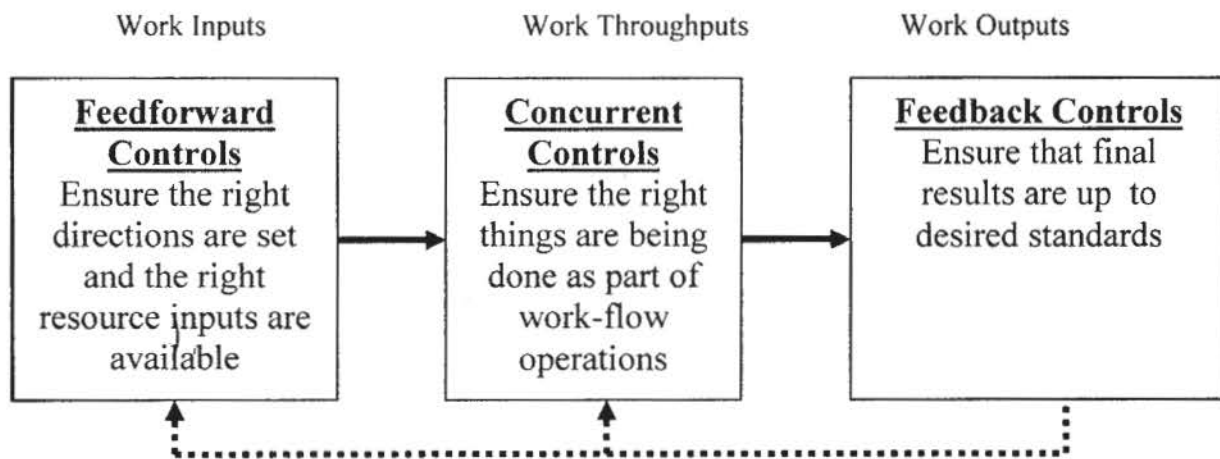 Work Inputs
Work Throughputs
Work Outputs
Feedforward
Controls
Ensure the right
directions are set
and the right
resource inputs are
available
Concurrent
Controls
Ensure the right
things are being
done as part of
work-flow
operations
Feedback Controls
Ensure that final
results are up to
desired standards